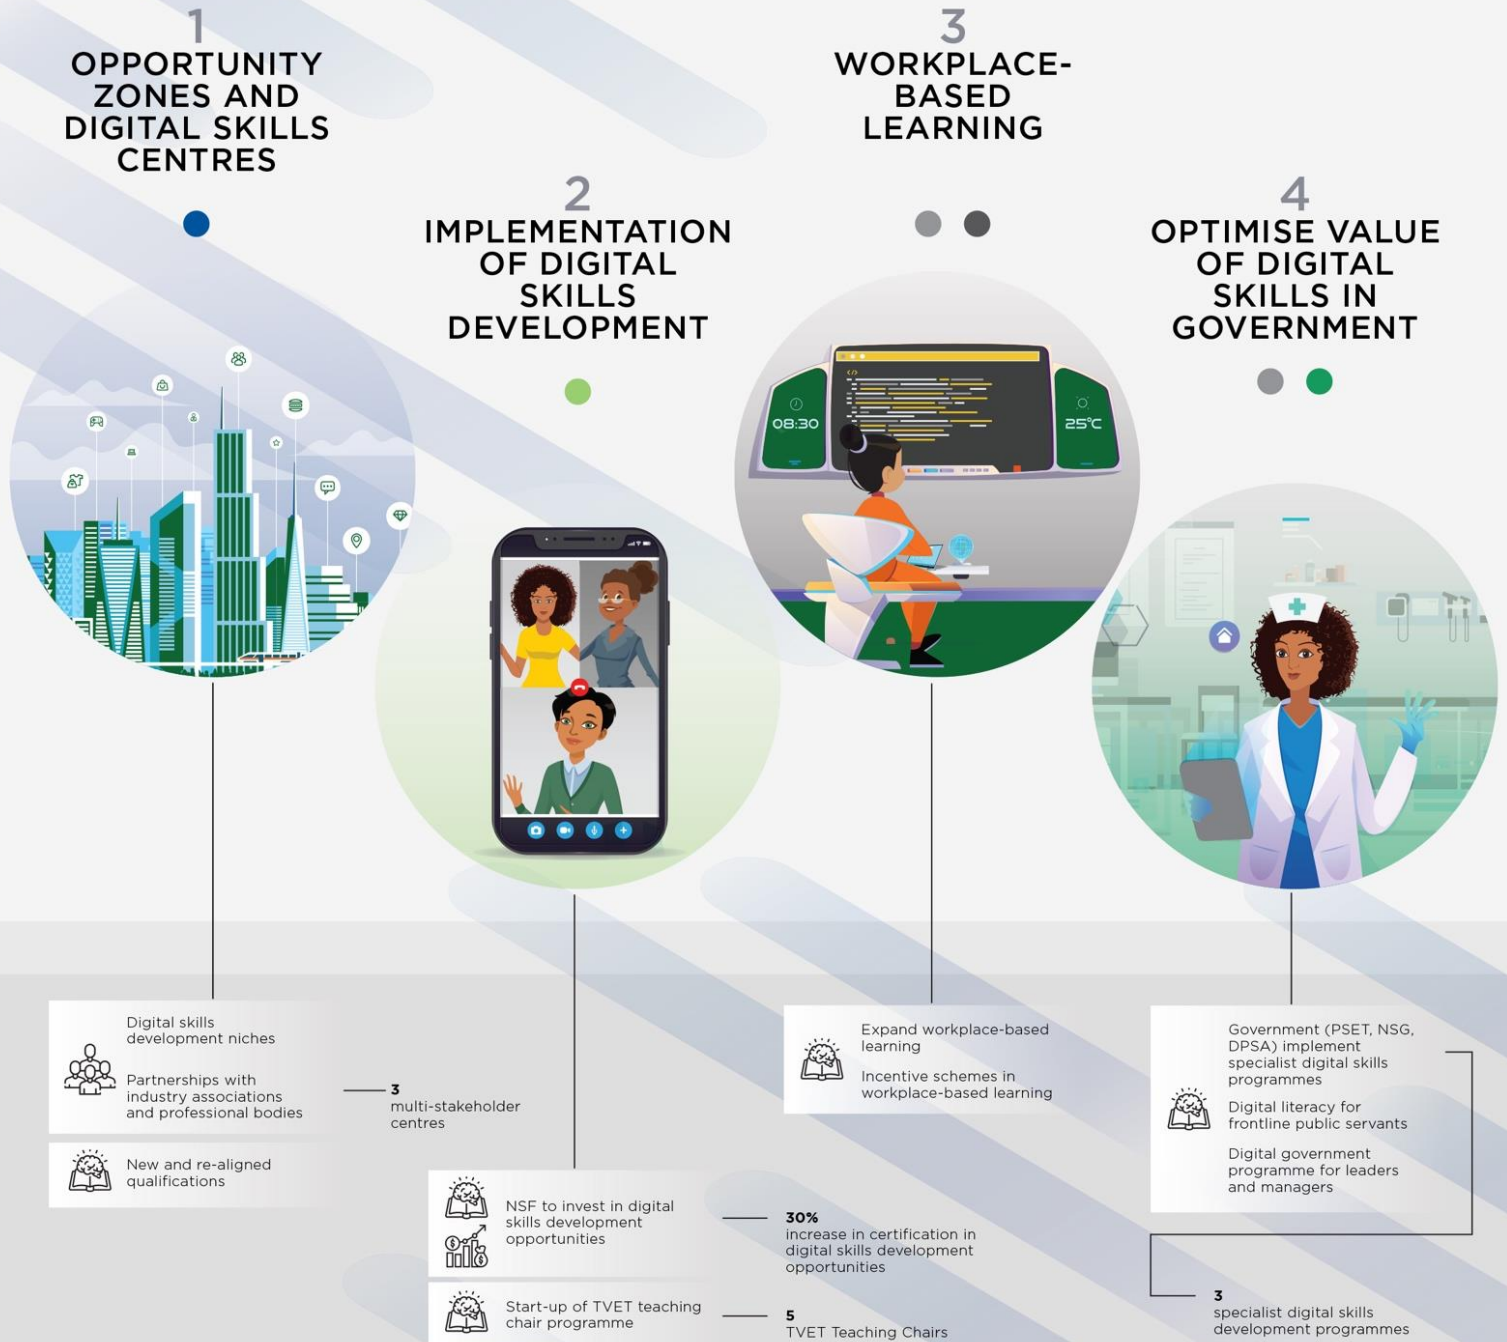 1
OPPORTUNITY
ZONES AND
DIGITAL SKILLS
CENTRES
2
IMPLEMENTATION
OF DIGITAL
SKILLS
DEVELOPMENT
3
WORKPLACE-
BASED
LEARNING
4
OPTIMISE VALUE
OF DIGITAL
SKILLS IN
GOVERNMENT
08:30
25°C
Digital skills
development niches
Partnerships with
industry associations
and professional bodies
3
multi-stakeholder
centres
New and re-aligned
qualifications
NSF to invest in digital
skills development
opportunities
30%
increase in certification in
digital skills development
opportunities
Start-up of TVET teaching
chair programme
5
TVET Teaching Chairs
Expand workplace-based
learning
Incentive schemes in
workplace-based learning
Government (PSET, NSG,
DPSA) implement
specialist digital skills
programmes
Digital literacy for
frontline public servants
Digital government
programme for leaders
and managers
3
specialist digital skills
development programmes